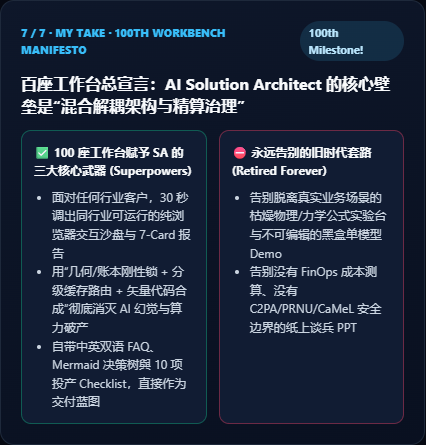 7 / 7 · MY TAKE · 100TH WORKBENCH
MANIFESTO
100th
Milestone!
百座工作台总宣言：AI Solution Architect 的核心壁
垒是“混合解耦架构与精算治理”
✅ 100 座工作台赋予 SA 的
三大核心武器 (Superpowers)
• 面对任何行业客户，30 秒
调出同行业可运行的纯浏
览器交互沙盘与 7-Card 报
告
• 用“几何/账本刚性锁 + 分
级缓存路由 + 矢量代码合
成”彻底消灭 AI 幻觉与算
力破产
• 自带中英双语 FAQ、
Mermaid 决策树與 10 项
投产 Checklist，直接作为
交付蓝图
⛔ 永远告别的旧时代套路
(Retired Forever)
• 告别脱离真实业务场景的
枯燥物理/力学公式实验台
与不可编辑的黑盒单模型
Demo
• 告别没有 FinOps 成本测
算、没有
C2PA/PRNU/CaMeL 安全
边界的纸上谈兵 PPT